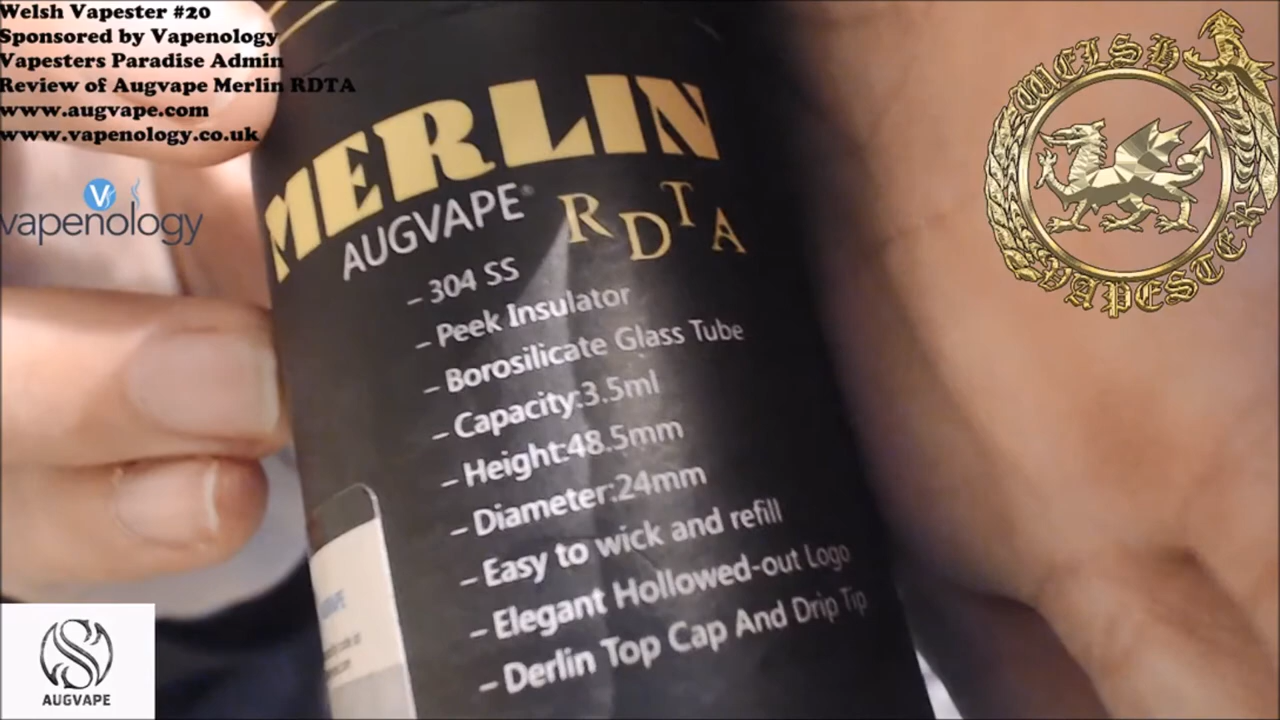 Welsh Vapester #20
Sponsored by Vapenology
Vapesters Paradise Admin
Review of Augvape Merlin RDTA
www.augvape.com
www.vapenology.co.uk
V
vapenology
WELSH
VAPESTER
MERLIN
AUGVAPE®
RDTA
– 304 SS
– Peek Insulator
– Borosilicate Glass Tube
– Capacity:3.5ml
– Height:48.5mm
– Diameter:24mm
– Easy to wick and refill
– Elegant Hollowed-out Logo
– Derlin Top Cap And Drip Tip
AUGVAPE